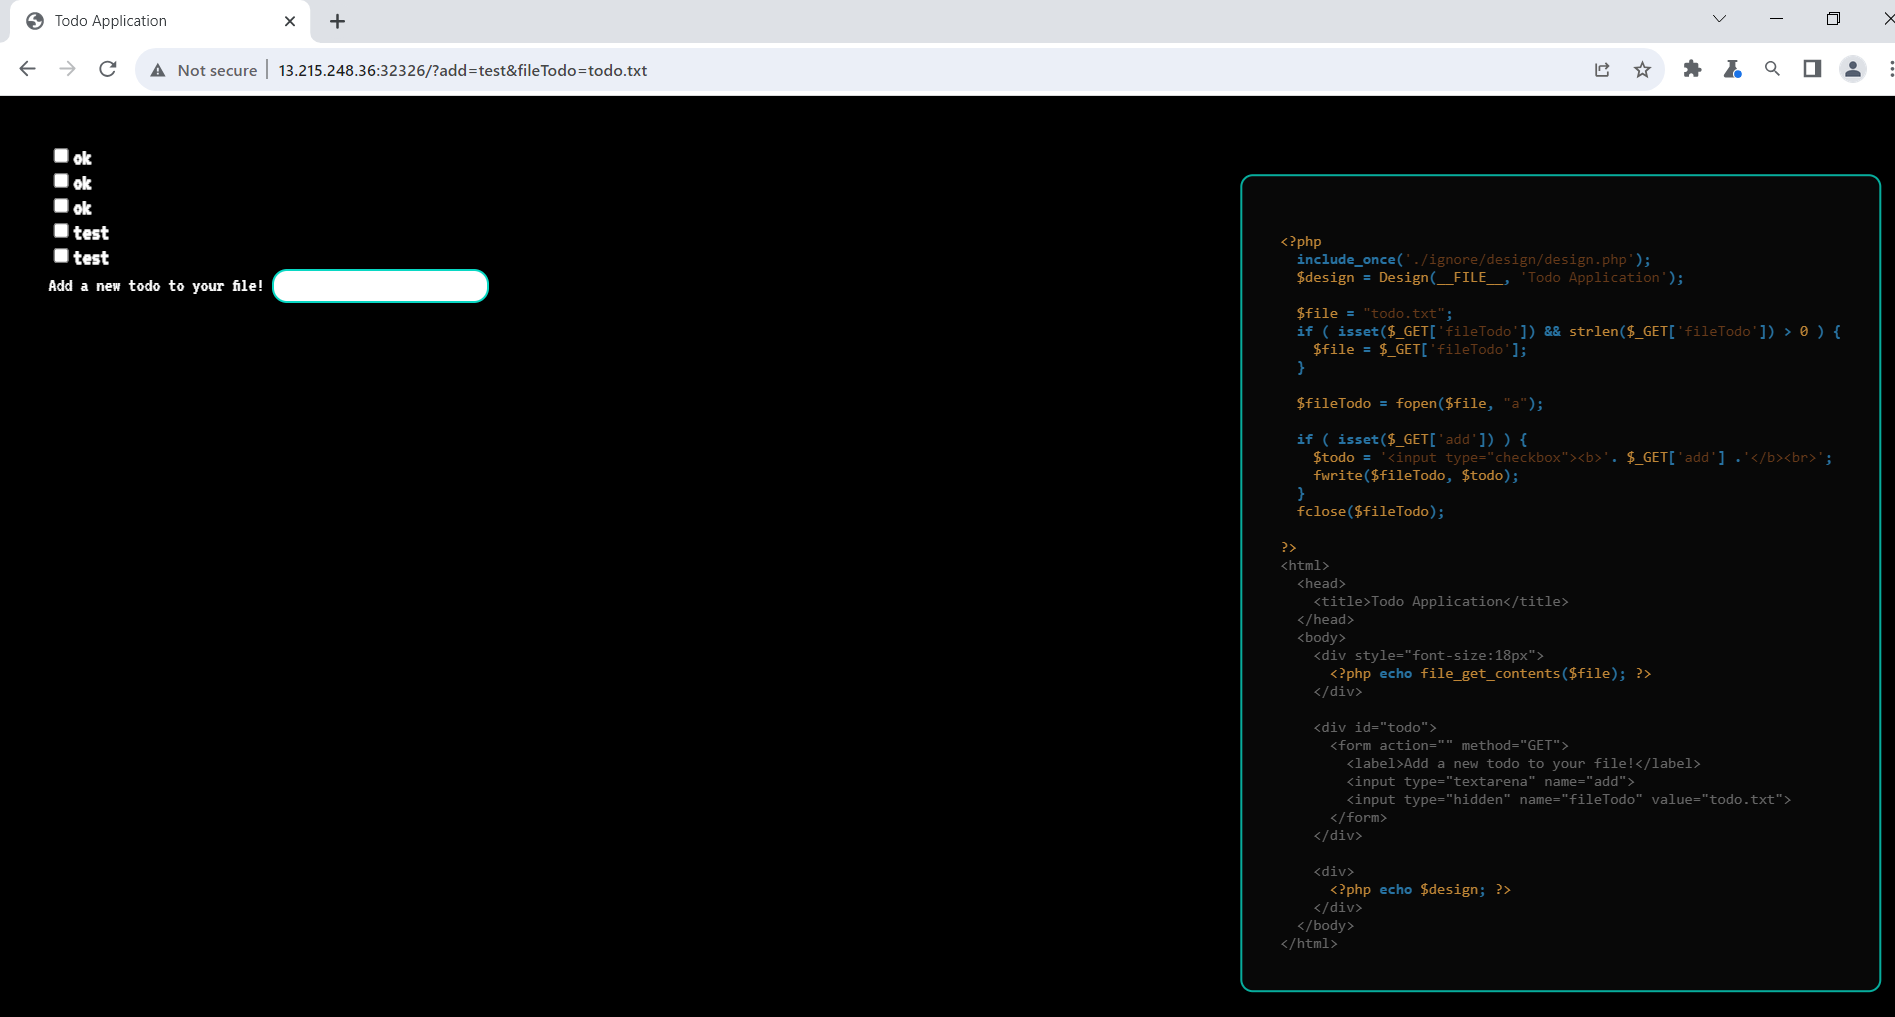 Todo Application
Not secure | 13.215.248.36:32326/?add=test&fileTodo=todo.txt
ok
ok
ok
test
test
Add a new todo to your file!
<?php
include_once('./ignore/design/design.php');
$design = Design(__FILE__, 'Todo Application');
$file = "todo.txt";
if ( isset($_GET['fileTodo']) && strlen($_GET['fileTodo']) > 0 ) {
$file = $_GET['fileTodo'];
}
$fileTodo = fopen($file, "a");
if ( isset($_GET['add']) ) {
$todo = '<input type="checkbox"><b>'. $_GET['add'] .'</b><br>';
fwrite($fileTodo, $todo);
}
fclose($fileTodo);
?>
<html>
<head>
<title>Todo Application</title>
</head>
<body>
<div style="font-size:18px">
<?php echo file_get_contents($file); ?>
</div>
<div id="todo">
<form action="" method="GET">
<label>Add a new todo to your file!</label>
<input type="textarena" name="add">
<input type="hidden" name="fileTodo" value="todo.txt">
</form>
</div>
<div>
<?php echo $design; ?>
</div>
</body>
</html>